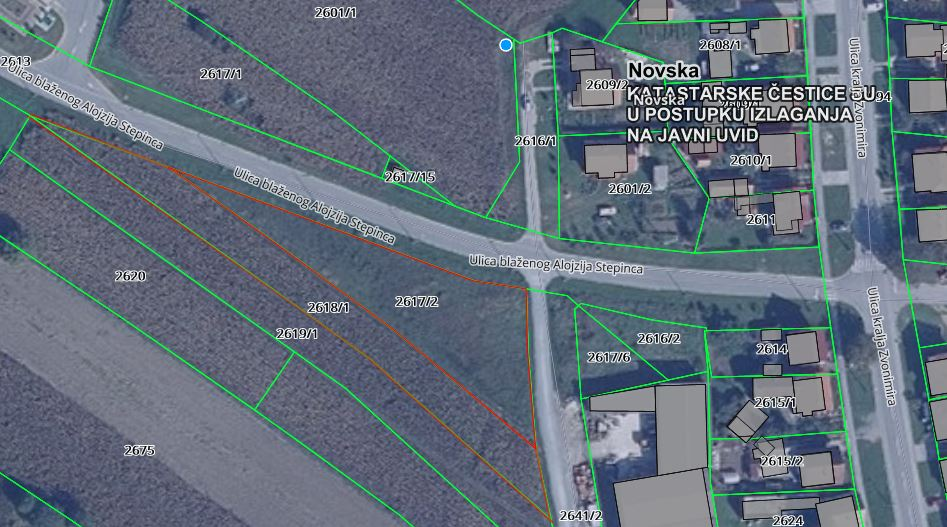 2601/1
2608/1
2613
Ulica blaženog Alojzija Stepinca
2617/1
2609/2
Novska
KATASTARSKE ČESTICE
U POSTUPKU IZLAGANJA
NA JAVNI UVID
Novska
Ulica kralja Zvonimira
2616/1
2610/1
2617/15
2601/2
Ulica blaženog Alojzija Stepinca
2611
Ulica blaženog Alojzija Stepinca
2620
2618/1
2617/2
2619/1
2616/2
2617/6
2614
Ulica kralja Zvonimira
2615/1
2675
2615/2
2641/2
2624